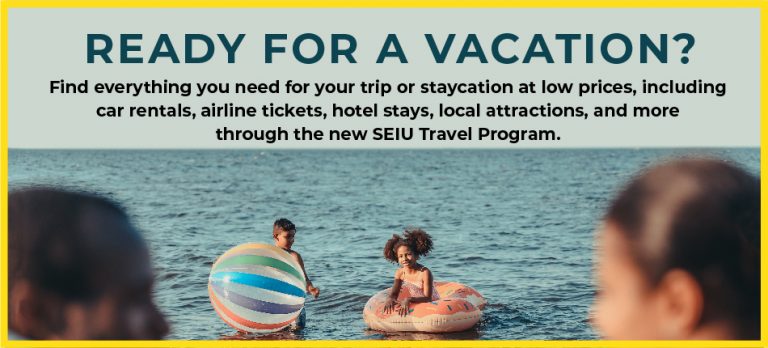 READY FOR A VACATION?
Find everything you need for your trip or staycation at low prices, including
car rentals, airline tickets, hotel stays, local attractions, and more
through the new SEIU Travel Program.